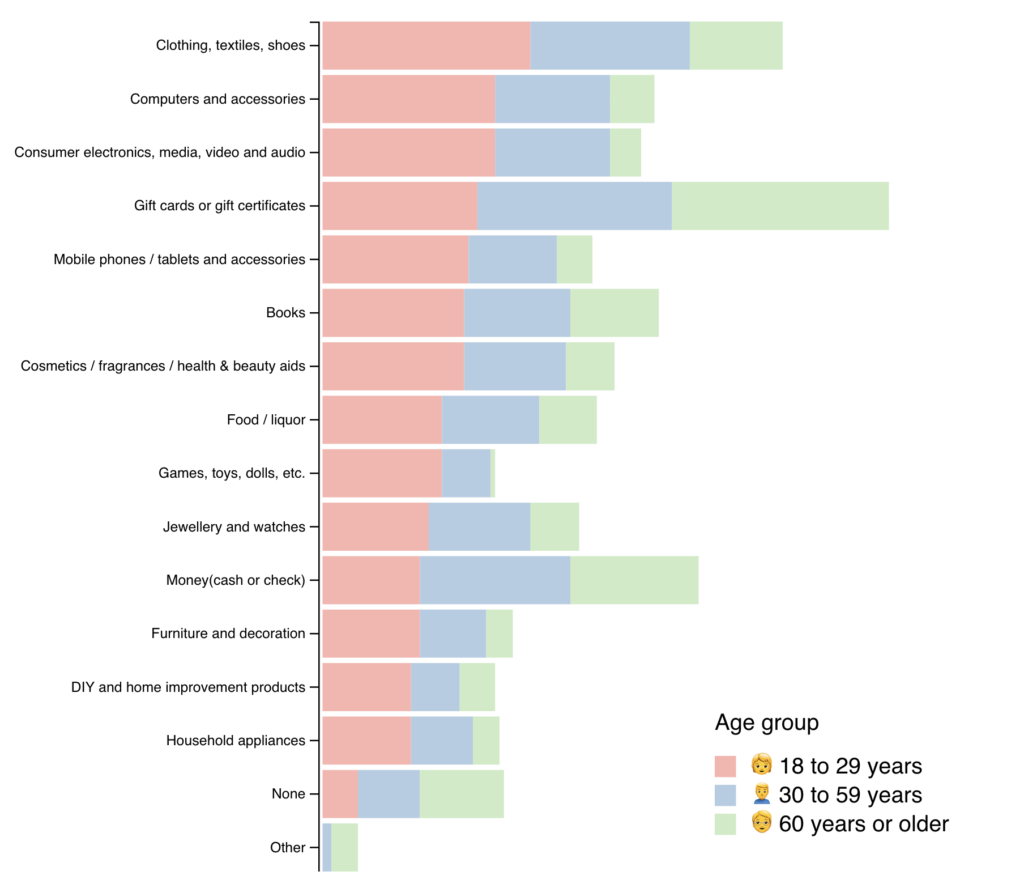 Clothing, textiles, shoes
Computers and accessories
Consumer electronics, media, video and audio
Gift cards or gift certificates
Mobile phones / tablets and accessories
Books
Cosmetics / fragrances / health & beauty aids
Food / liquor
Games, toys, dolls, etc.
Jewellery and watches
Money(cash or check)
Furniture and decoration
DIY and home improvement products
Household appliances
None
Other
Age group
18 to 29 years
30 to 59 years
60 years or older